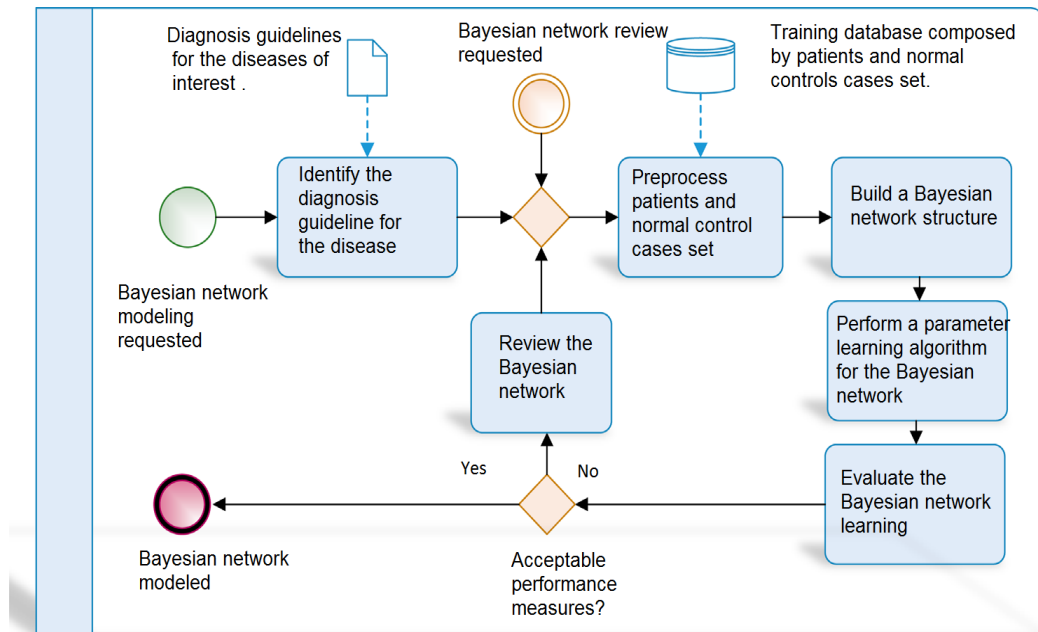 Diagnosis guidelines
for the diseases of
interest .
Bayesian network review
requested
Training database composed
by patients and normal
controls cases set.
Identify the
diagnosis
guideline for
the disease
Preprocess
patients and
normal control
cases set
Build a Bayesian
network structure
Bayesian network
modeling
requested
Review the
Bayesian
network
Perform a parameter
learning algorithm
for the Bayesian
network
Yes
No
Evaluate the
Bayesian network
learning
Bayesian network
modeled
Acceptable
performance
measures?